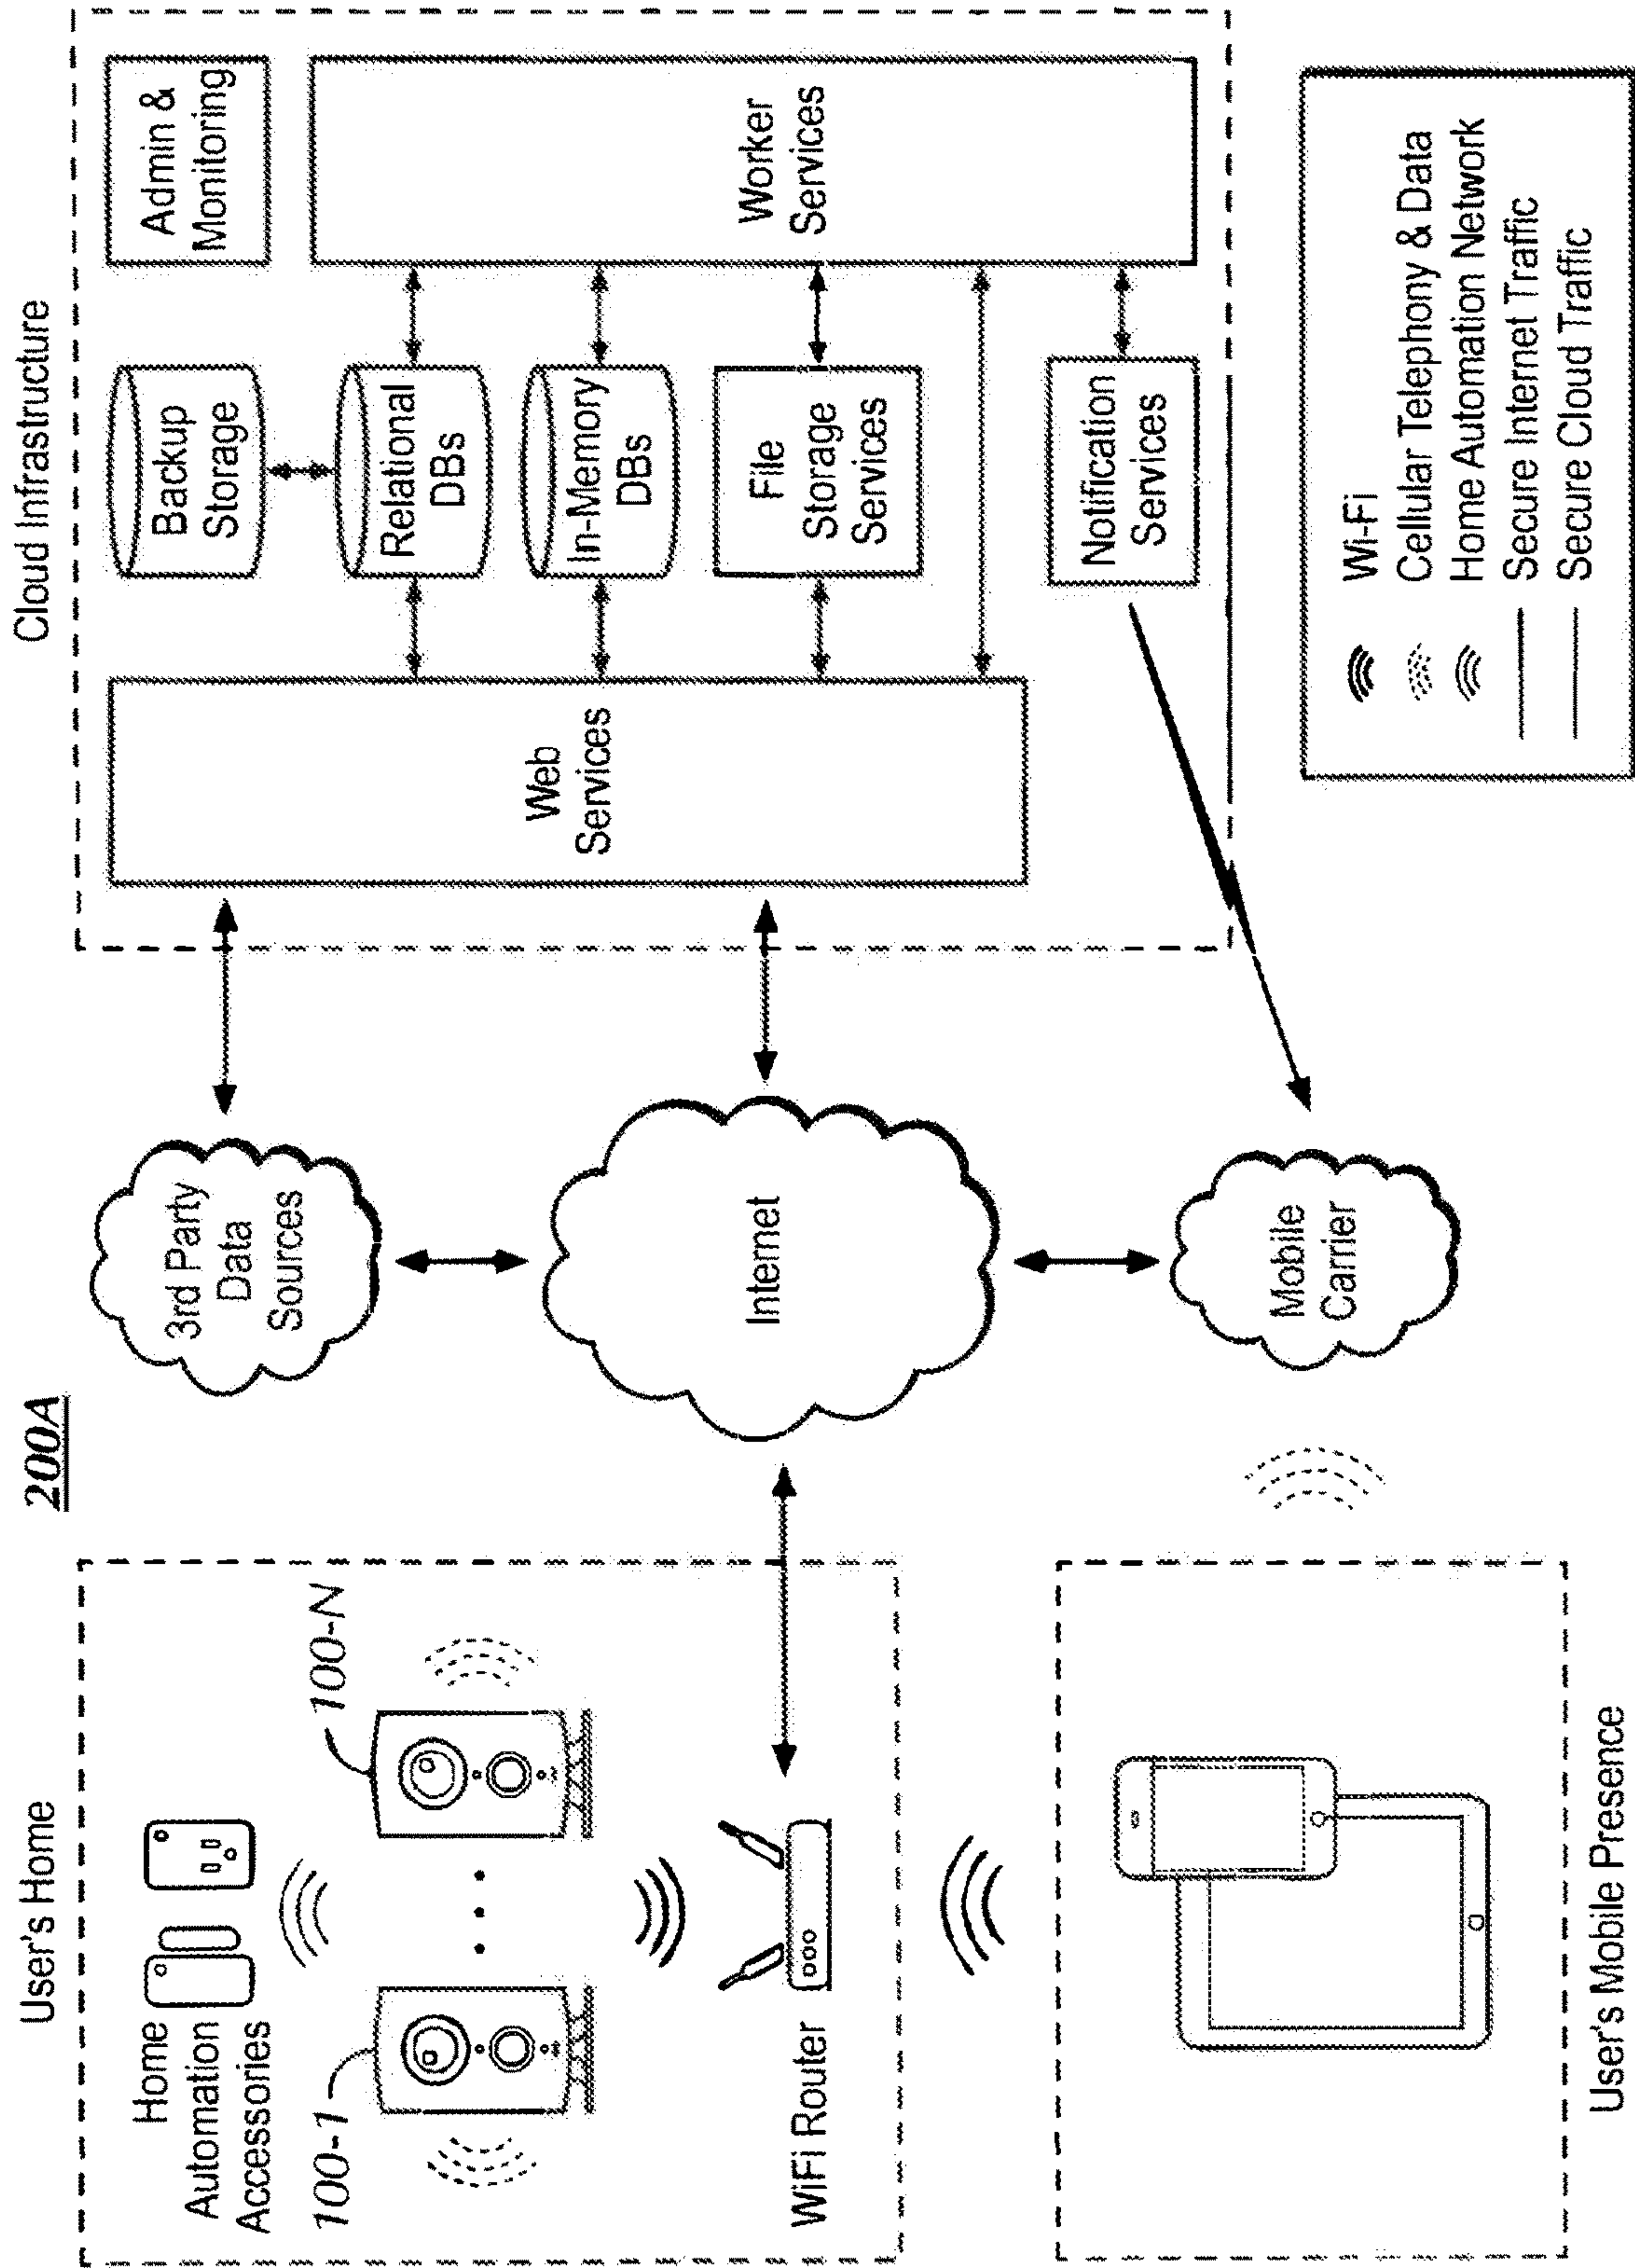 200A
User's Home
Home
Automation
Accessories
100-1
100-N
WiFi Router
User's Mobile Presence
3rd Party
Data
Sources
Internet
Mobile
Carrier
Cloud Infrastructure
Web
Services
Backup
Storage
Relational
DBs
In-Memory
DBs
File
Storage
Services
Notification
Services
Admin &
Monitoring
Worker
Services
Wi-Fi
Cellular Telephony & Data
Home Automation Network
Secure Internet Traffic
Secure Cloud Traffic